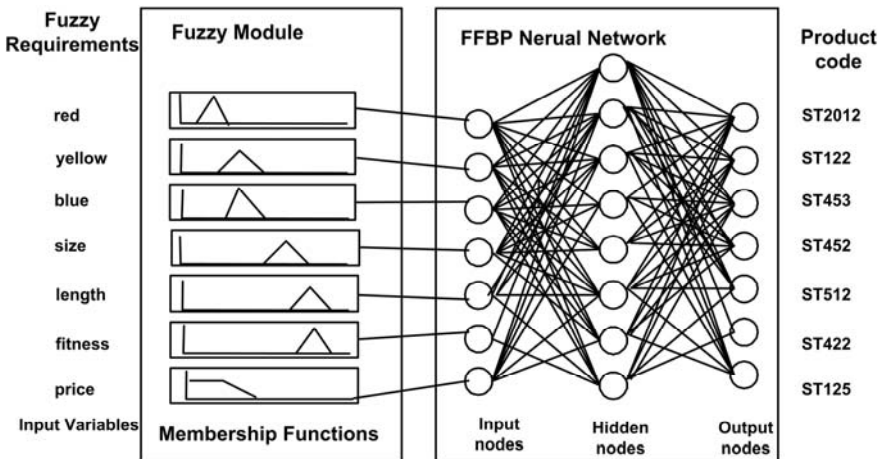 Fuzzy
Requirements
red
yellow
blue
size
length
fitness
price
Input Variables
Fuzzy Module
Membership Functions
FFBP Nerual Network
Input
nodes
Hidden
nodes
Output
nodes
Product
code
ST2012
ST122
ST453
ST452
ST512
ST422
ST125